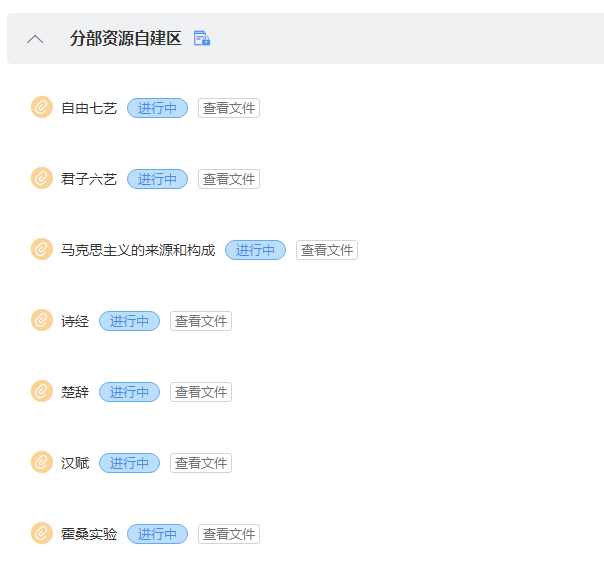 分部资源自建区
自由七艺 进行中 查看文件
君子六艺 进行中 查看文件
马克思主义的来源和构成 进行中 查看文件
诗经 进行中 查看文件
楚辞 进行中 查看文件
汉赋 进行中 查看文件
霍桑实验 进行中 查看文件